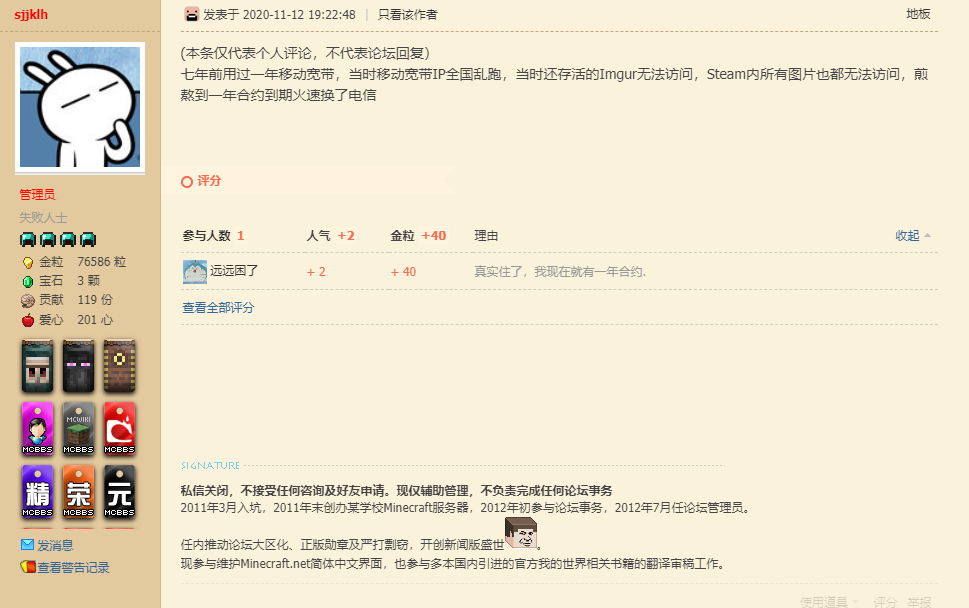 sjjklh
管理员
失败人士
金粒 76586 粒
宝石 3 颗
贡献 119 份
爱心 201 心
MCWIKI
MCBBS MCBBS MCBBS
精 荣 元
MCBBS MCBBS MCBBS
发消息
查看警告记录
发表于 2020-11-12 19:22:48 | 只看该作者 地板
(本条仅代表个人评论，不代表论坛回复)
七年前用过一年移动宽带，当时移动宽带IP全国乱跑，当时还存活的Imgur无法访问，Steam内所有图片也都无法访问，煎
熬到一年合约到期火速换了电信
评分
参与人数 1 人气 +2 金粒 +40 理由 收起
远远困了 + 2 + 40 真实住了，我现在就有一年合约.
查看全部评分
SIGNATURE
私信关闭，不接受任何咨询及好友申请。现仅辅助管理，不负责完成任何论坛事务
2011年3月入坑，2011年末创办某学校Minecraft服务器，2012年初参与论坛事务，2012年7月任论坛管理员。
任内推动论坛大区化、正版勋章及严打剽窃，开创新闻版盛世。
现参与维护Minecraft.net简体中文界面，也参与多本国内引进的官方我的世界相关书籍的翻译审稿工作。
使用道具 评分 举报